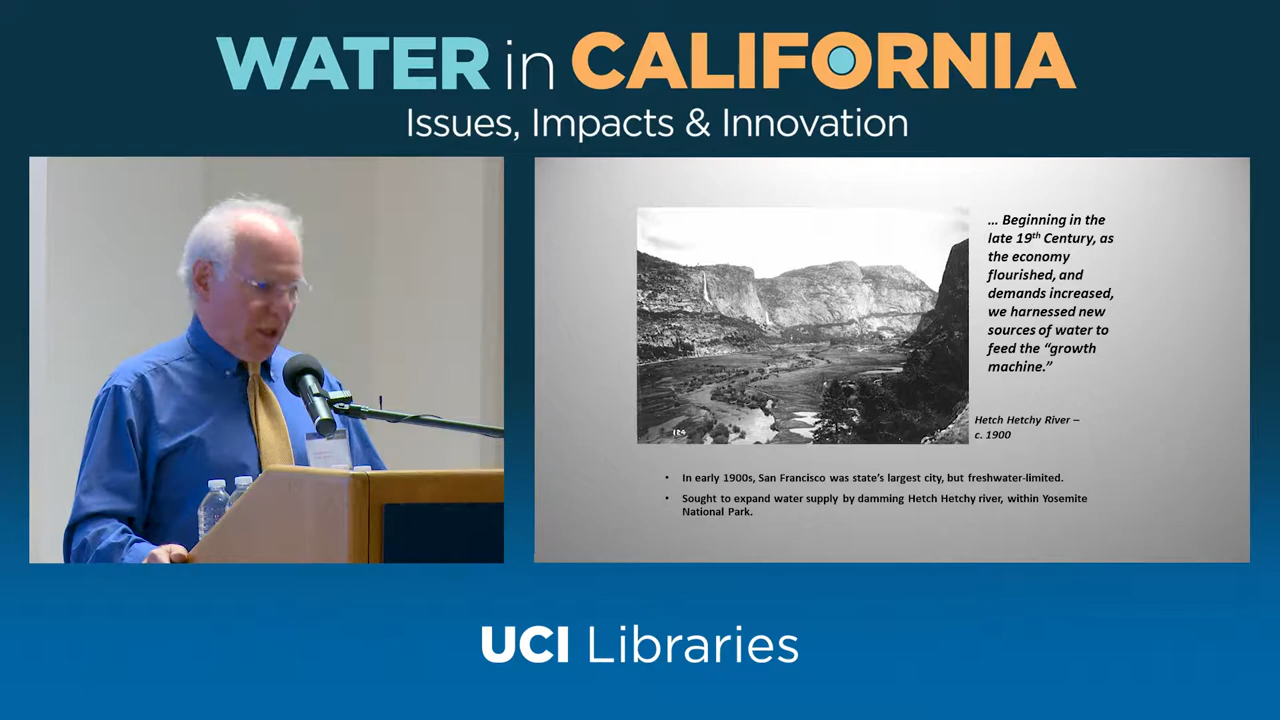 WATER in CALIFORNIA
Issues, Impacts & Innovation
... Beginning in the
late 19th Century, as
the economy
flourished, and
demands increased,
we harnessed new
sources of water to
feed the “growth
machine.”
Hetch Hetchy River –
c. 1900
124
• In early 1900s, San Francisco was state's largest city, but freshwater-limited.
• Sought to expand water supply by damming Hetch Hetchy river, within Yosemite
National Park.
UCI Libraries